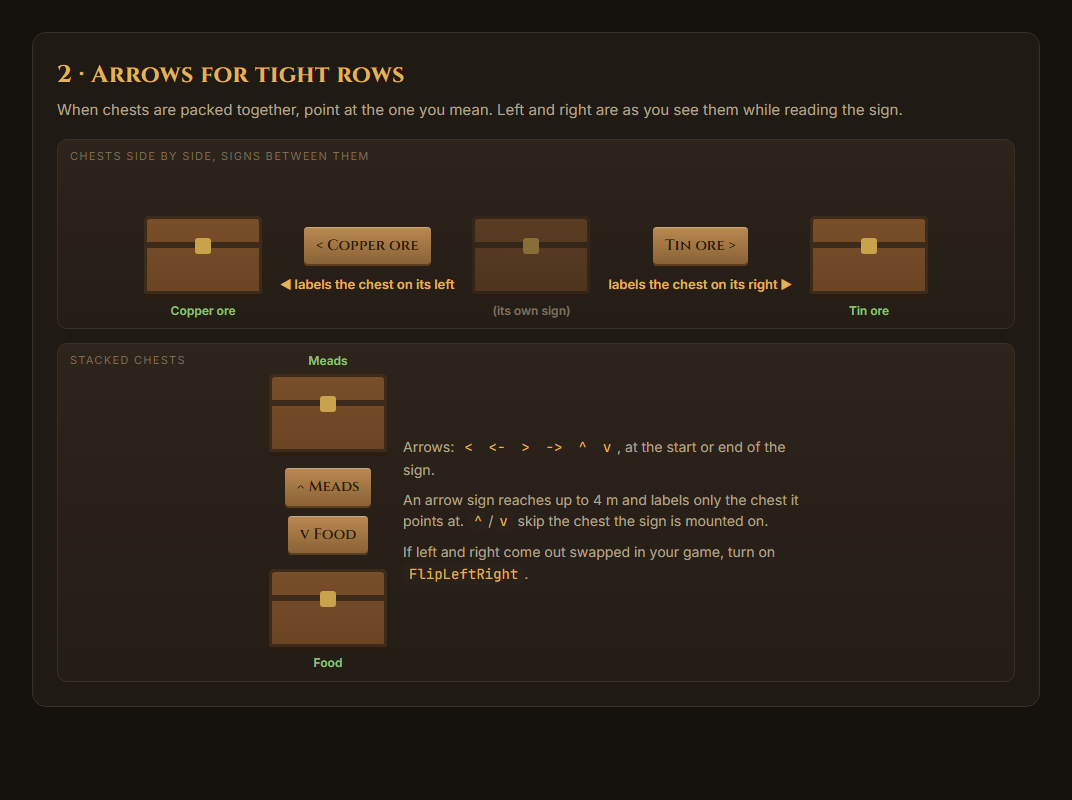 2 · Arrows for tight rows
When chests are packed together, point at the one you mean. Left and right are as you see them while reading the sign.
CHESTS SIDE BY SIDE, SIGNS BETWEEN THEM
< Copper ore
Tin ore >
◀ labels the chest on its left
labels the chest on its right ▶
Copper ore
(its own sign)
Tin ore
STACKED CHESTS
Meads
^ Meads
v Food
Food
Arrows: < <- > -> ^ v , at the start or end of the
sign.
An arrow sign reaches up to 4 m and labels only the chest it
points at. ^ / v skip the chest the sign is mounted on.
If left and right come out swapped in your game, turn on
FlipLeftRight .